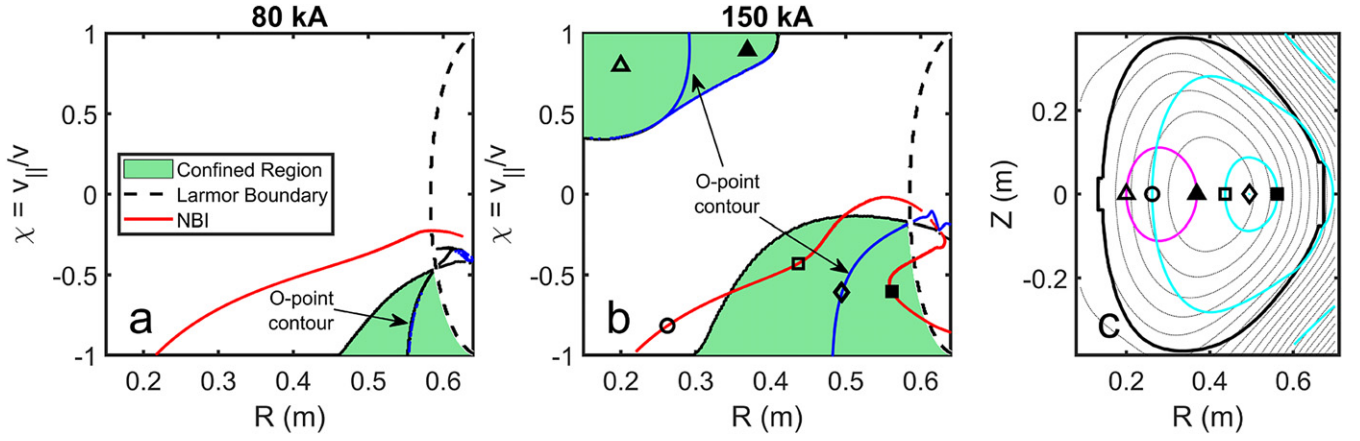 80 kA
1
0.5
0
-0.5
-1
χ = v||/v
Confined Region
Larmor Boundary
NBI
O-point
contour
a
0.2 0.3 0.4 0.5 0.6
R (m)
150 kA
1
0.5
0
-0.5
-1
χ = v||/v
O-point
contour
b
0.2 0.3 0.4 0.5 0.6
R (m)
0.2
0
-0.2
Z (m)
C
0.2 0.4 0.6
R (m)